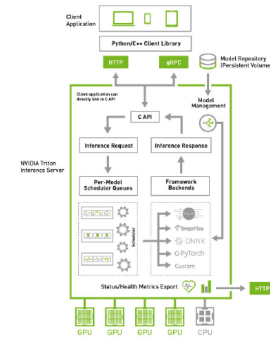 Client
Application
Python/C++ Client Library
HTTP
gRPC
Model Repository
(Persistent Volume
Client application can
directly link to C API
Model
Management
C API
Inference Request
Inference Response
NVIDIA Triton
Inference Server
Per-Model
Scheduler Queues
Framework
Backends
Scheduler
TensorFlow
ONNX
PyTorch
Custom
Status/Health Metrics Export
HTTP
GPU
GPU
GPU
GPU
CPU